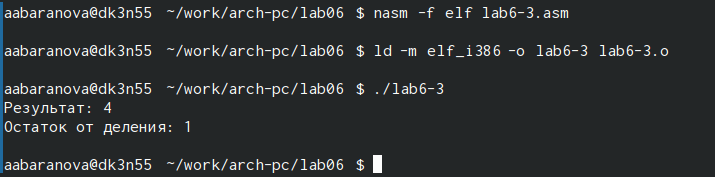 aabaranova@dk3n55 ~/work/arch-pc/lab06 $ nasm -f elf lab6-3.asm
aabaranova@dk3n55 ~/work/arch-pc/lab06 $ ld -m elf_i386 -o lab6-3 lab6-3.o
aabaranova@dk3n55 ~/work/arch-pc/lab06 $ ./lab6-3
Результат: 4
Остаток от деления: 1
aabaranova@dk3n55 ~/work/arch-pc/lab06 $